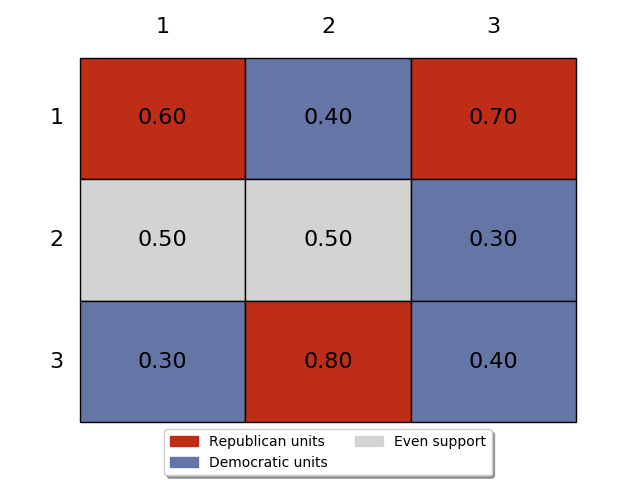 1 2 3
1 0.60 0.40 0.70
2 0.50 0.50 0.30
3 0.30 0.80 0.40
Republican units Even support
Democratic units